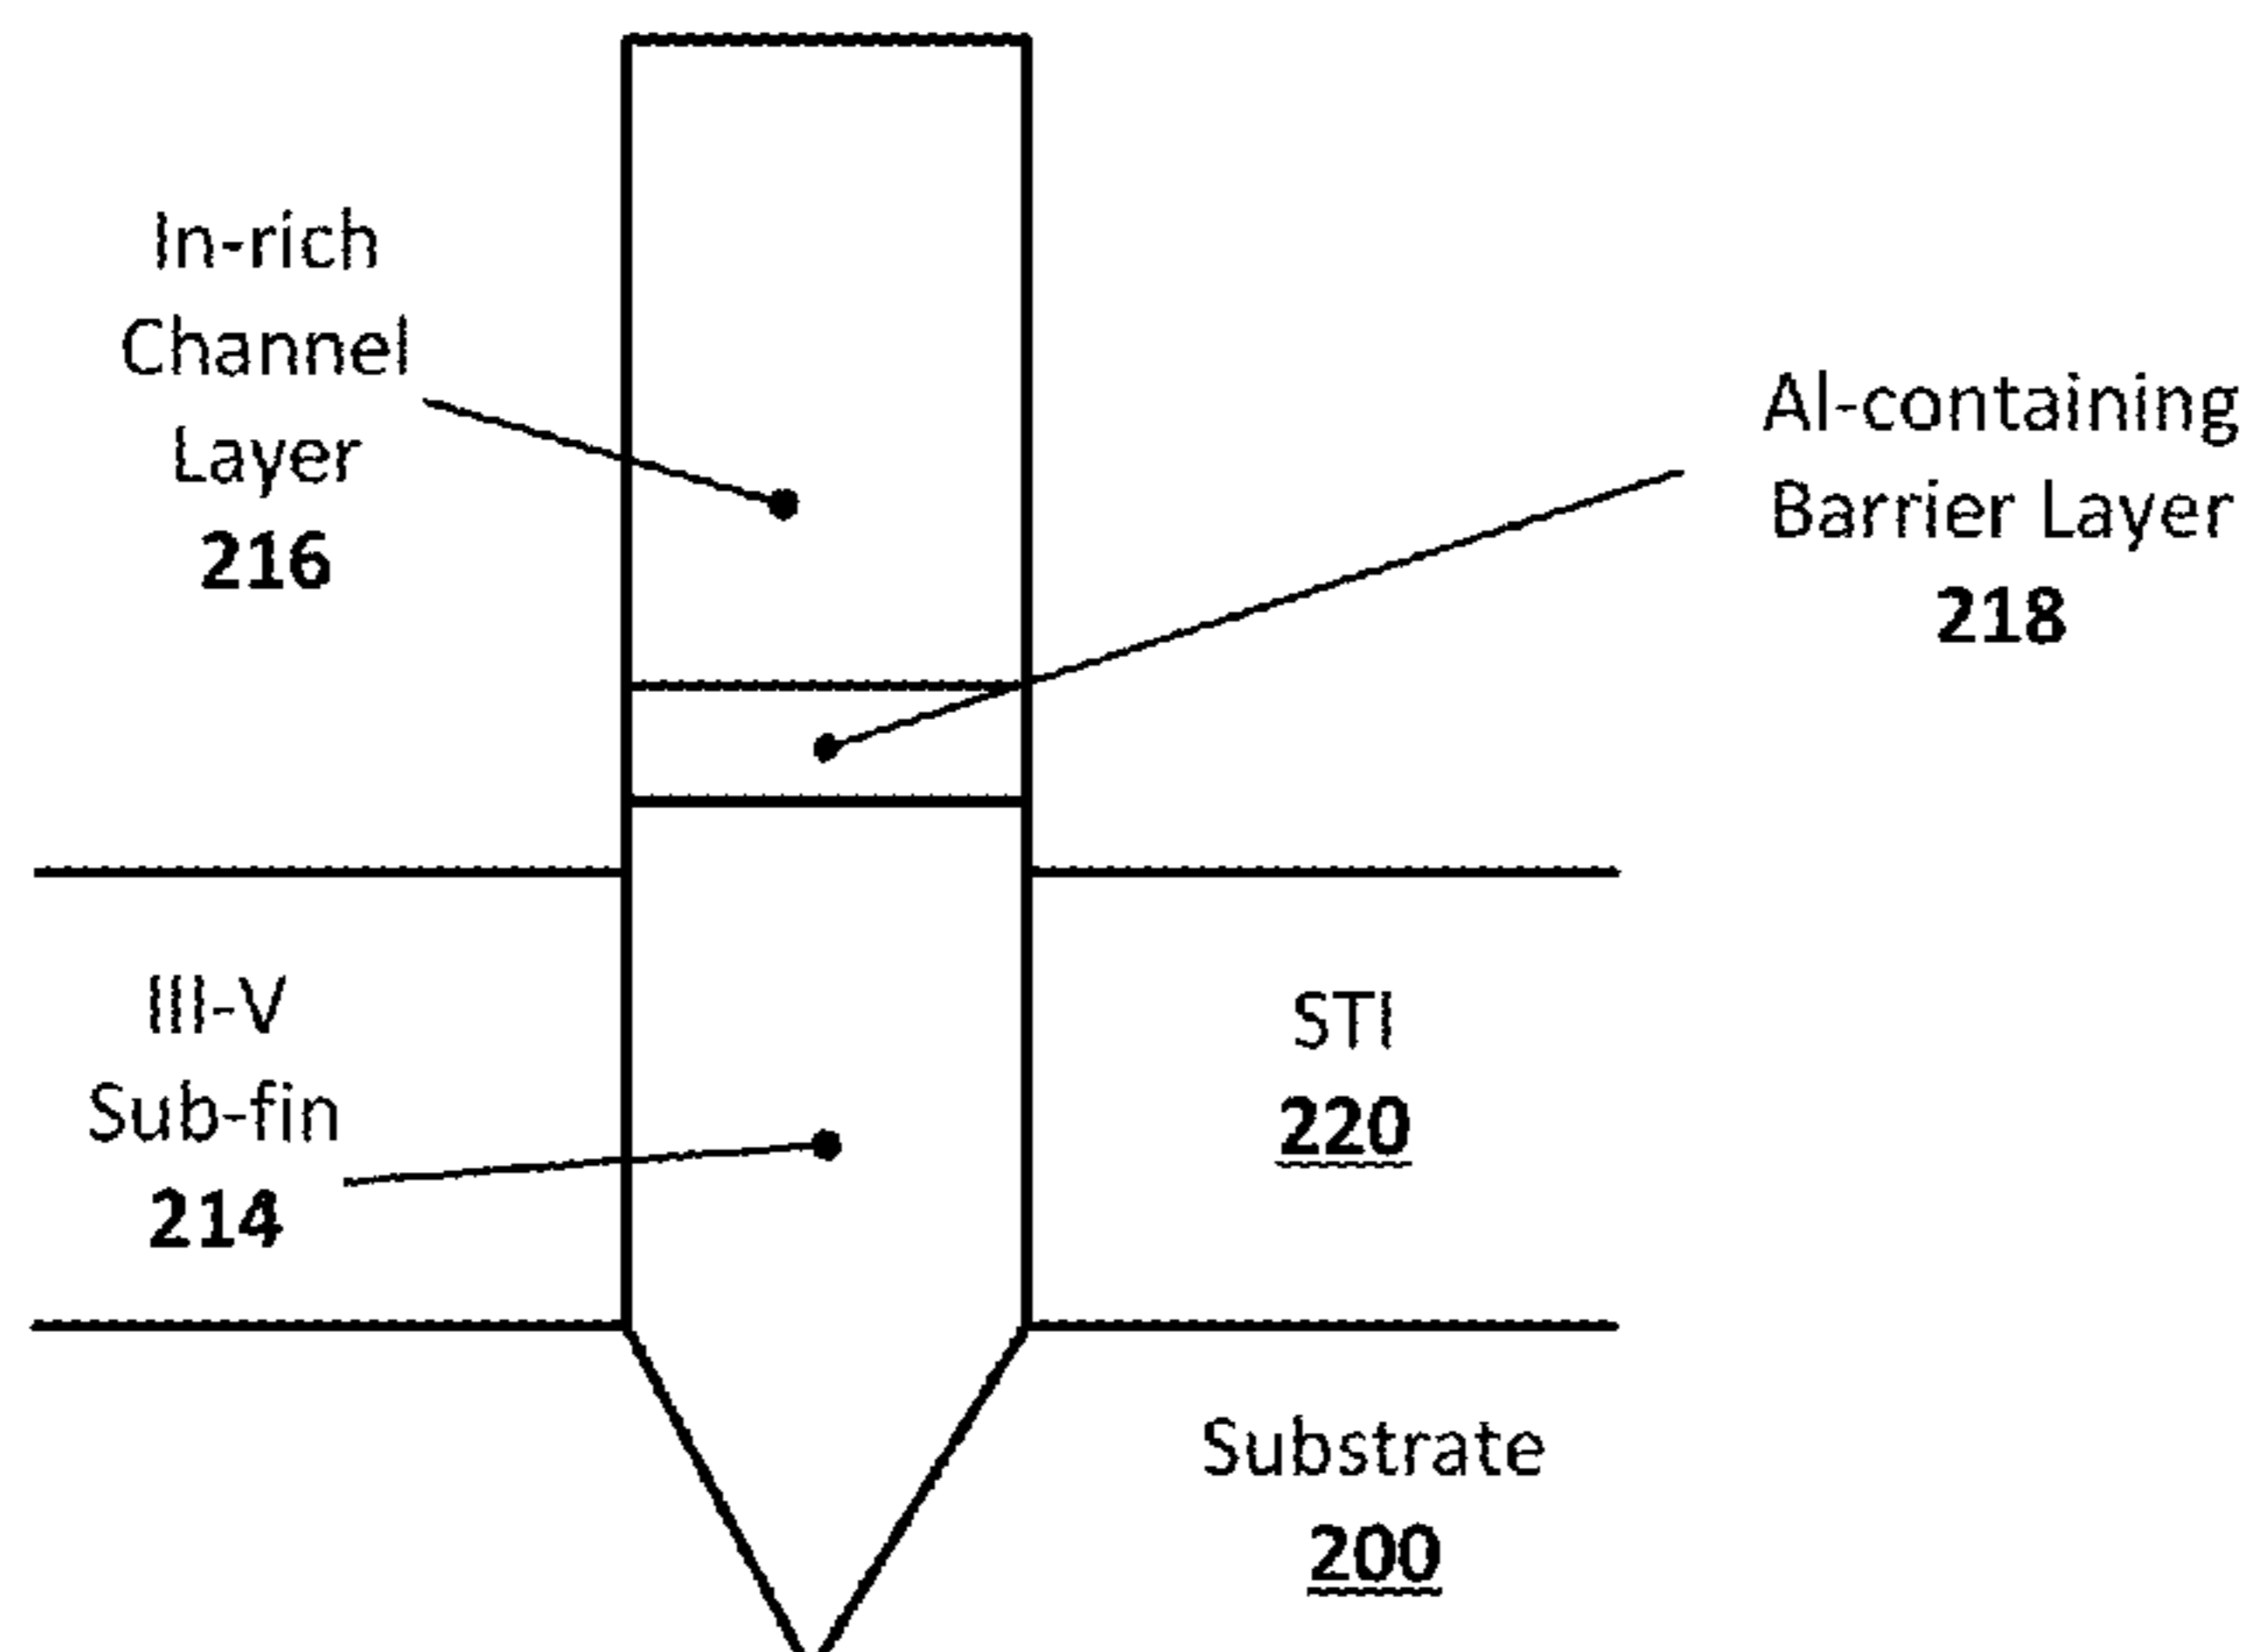 In-rich
Channel
Layer
216
Al-containing
Barrier Layer
218
III-V
Sub-fin
214
STI
220
Substrate
200